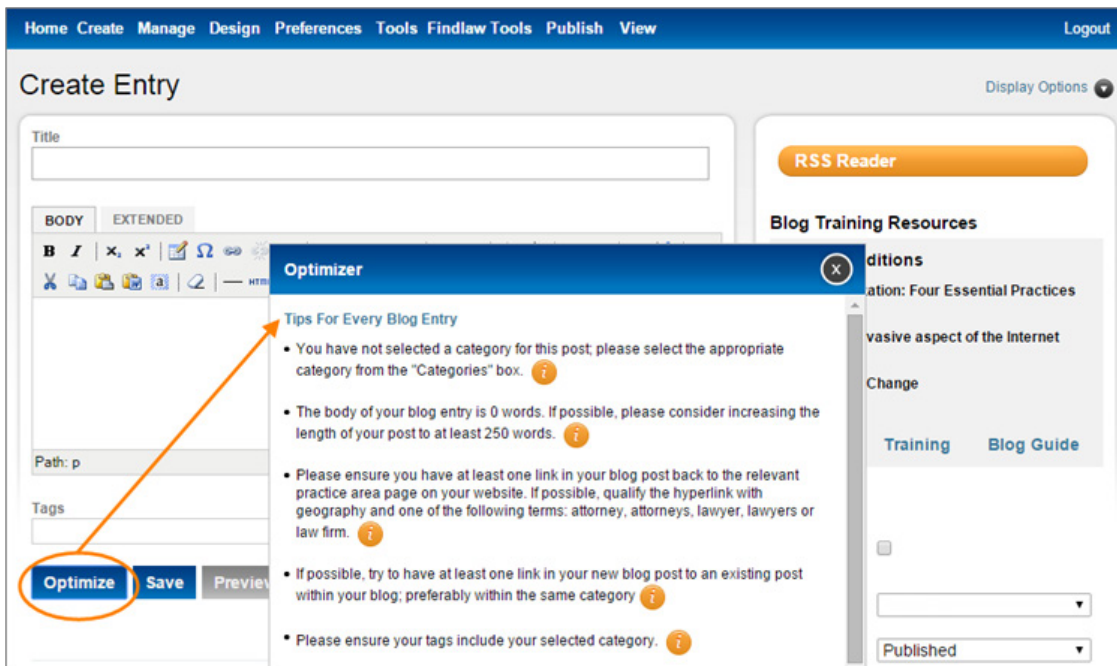 Home Create Manage Design Preferences Tools Findlaw Tools Publish View Logout
Create Entry
Display Options
Title
RSS Reader
BODY EXTENDED
Blog Training Resources
B I x₂ x²
Optimizer
X
ditions
ation: Four Essential Practices
Tips For Every Blog Entry
• You have not selected a category for this post; please select the appropriate
category from the "Categories" box.
vasive aspect of the Internet
Change
• The body of your blog entry is 0 words. If possible, please consider increasing the
length of your post to at least 250 words.
Training Blog Guide
Path: p
• Please ensure you have at least one link in your blog post back to the relevant
practice area page on your website. If possible, qualify the hyperlink with
geography and one of the following terms: attorney, attorneys, lawyer, lawyers or
law firm.
Tags
Optimize Save Preview
• If possible, try to have at least one link in your new blog post to an existing post
within your blog; preferably within the same category
• Please ensure your tags include your selected category.
Published